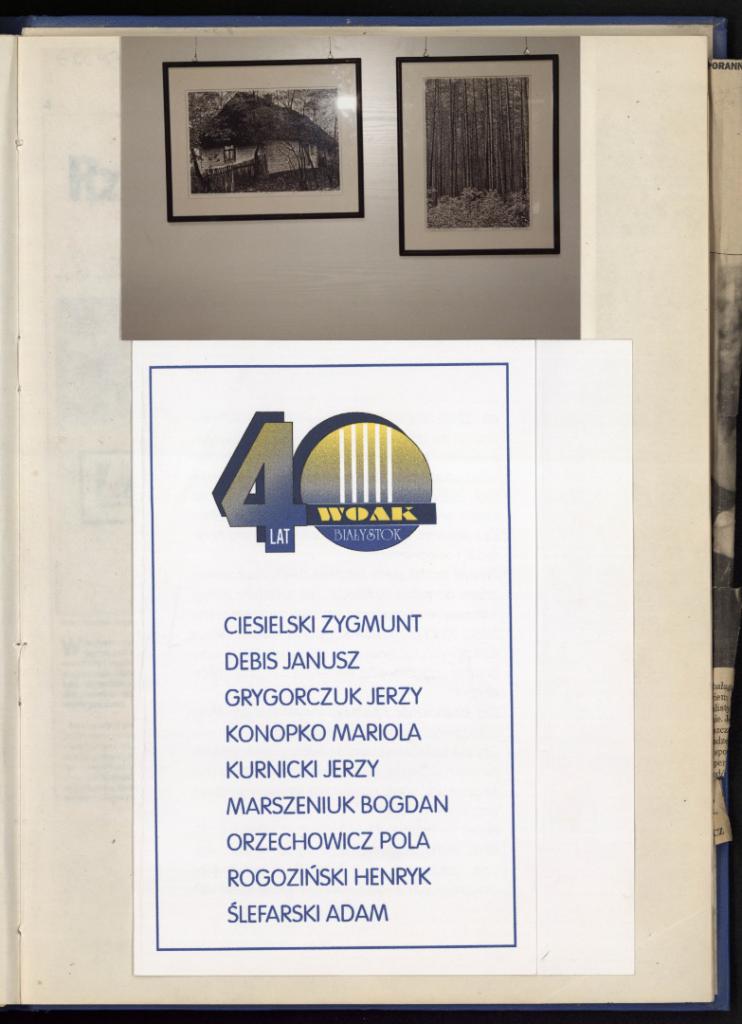 40
LAT
WOAK
BIAŁYSTOK
CIESIELSKI ZYGMUNT
DEBIS JANUSZ
GRYGORCZUK JERZY
KONOPKO MARIOLA
KURNICKI JERZY
MARSZENIUK BOGDAN
ORZECHOWICZ POLA
ROGOZIŃSKI HENRYK
ŚLEFARSKI ADAM